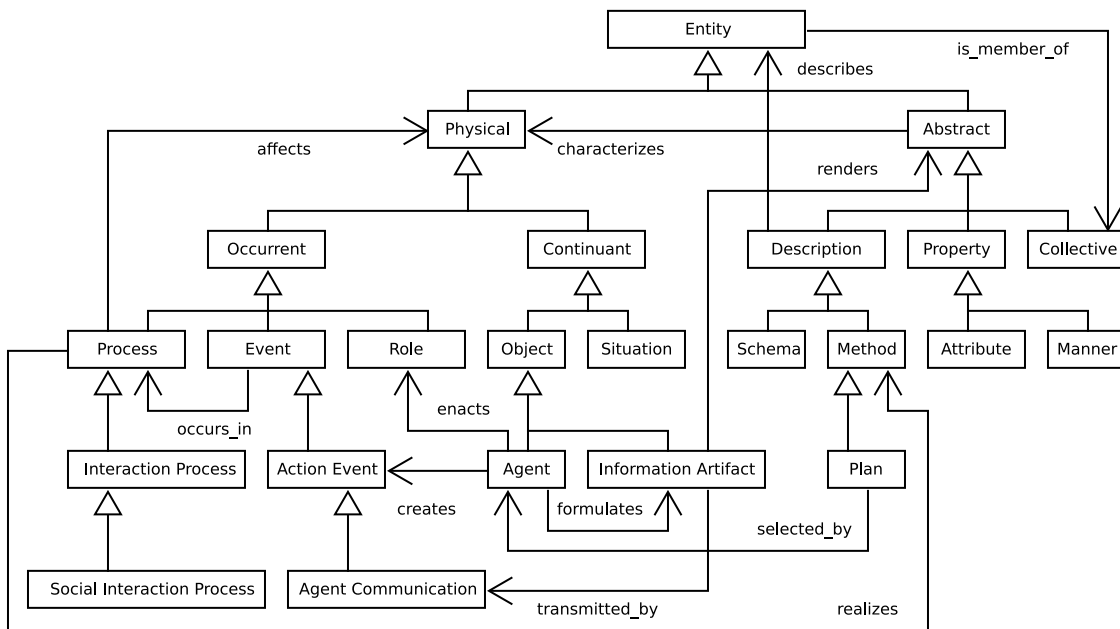 Entity
is_member_of
describes
Physical
Abstract
affects
characterizes
renders
Occurrent
Continuant
Description
Property
Collective
Process
Event
Role
Object
Situation
Schema
Method
Attribute
Manner
enacts
occurs_in
Interaction Process
Action Event
Agent
Information Artifact
Plan
creates
formulates
selected_by
Social Interaction Process
Agent Communication
transmitted_by
realizes